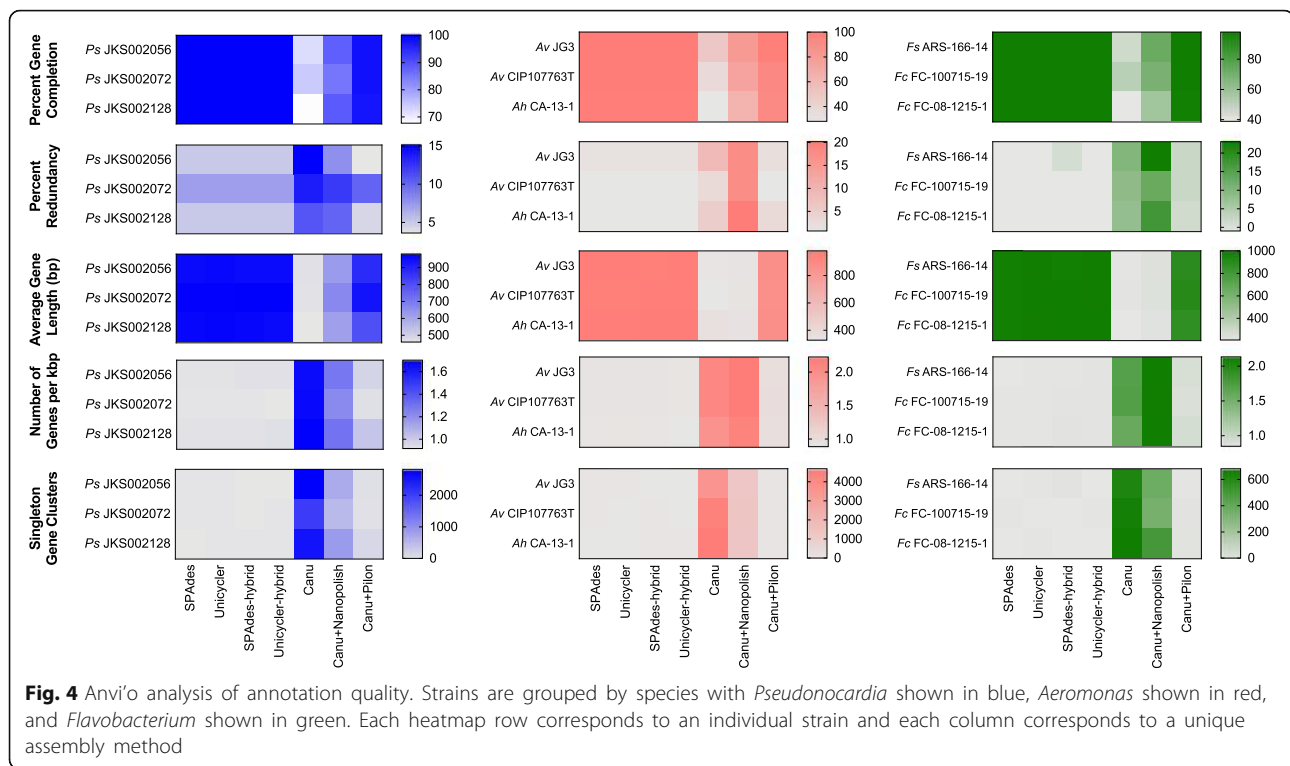 Percent Gene
Completion
Ps JKS002056
Ps JKS002072
Ps JKS002128
100
90
80
70
Av JG3
Av CIP107763T
Ah CA-13-1
100
80
60
40
Fs ARS-166-14
Fc FC-100715-19
Fc FC-08-1215-1
80
60
40
Percent
Redundancy
Ps JKS002056
Ps JKS002072
Ps JKS002128
15
10
5
Av JG3
Av CIP107763T
Ah CA-13-1
20
15
10
5
Fs ARS-166-14
Fc FC-100715-19
Fc FC-08-1215-1
20
15
10
5
0
Average Gene
Length (bp)
Ps JKS002056
Ps JKS002072
Ps JKS002128
900
800
700
600
500
Av JG3
Av CIP107763T
Ah CA-13-1
800
600
400
Fs ARS-166-14
Fc FC-100715-19
Fc FC-08-1215-1
1000
800
600
400
200
Number of
Genes per kbp
Ps JKS002056
Ps JKS002072
Ps JKS002128
1.6
1.4
1.2
1.0
Av JG3
Av CIP107763T
Ah CA-13-1
2.0
1.5
1.0
Fs ARS-166-14
Fc FC-100715-19
Fc FC-08-1215-1
2.0
1.5
1.0
Singleton
Gene Clusters
Ps JKS002056
Ps JKS002072
Ps JKS002128
2000
1000
0
Av JG3
Av CIP107763T
Ah CA-13-1
4000
3000
2000
1000
0
Fs ARS-166-14
Fc FC-100715-19
Fc FC-08-1215-1
600
400
200
0
SPAdes
Unicycler
SPAdes-hybrid
Unicycler-hybrid
Canu
Canu+Nanopolish
Canu+Pilon
SPAdes
Unicycler
SPAdes-hybrid
Unicycler-hybrid
Canu
Canu+Nanopolish
Canu+Pilon
SPAdes
Unicycler
SPAdes-hybrid
Unicycler-hybrid
Canu
Canu+Nanopolish
Canu+Pilon
Fig. 4 Anvi'o analysis of annotation quality. Strains are grouped by species with Pseudonocardia shown in blue, Aeromonas shown in red,
and Flavobacterium shown in green. Each heatmap row corresponds to an individual strain and each column corresponds to a unique
assembly method